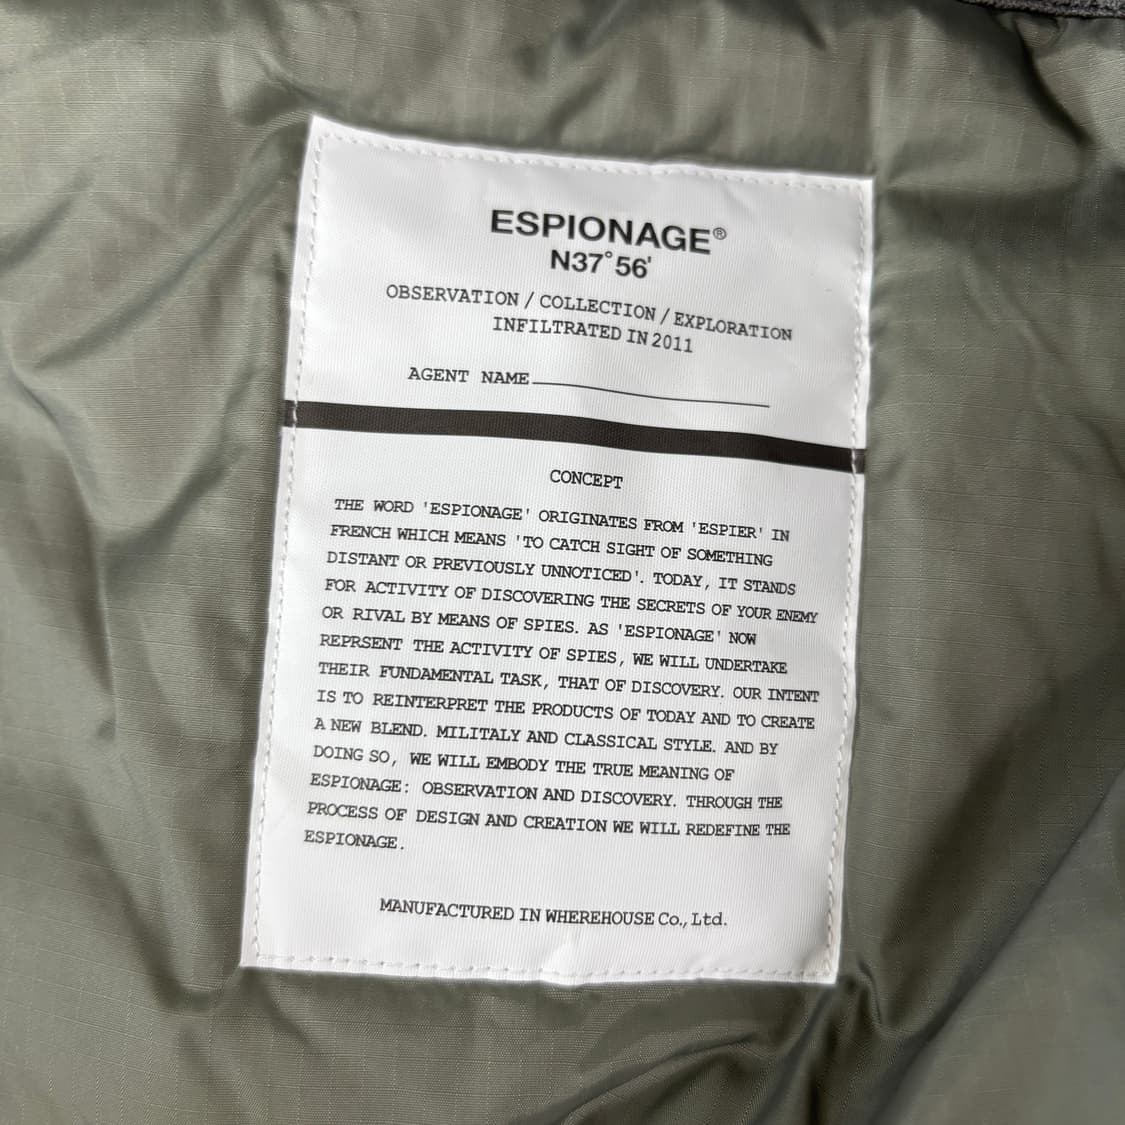 ESPIONAGE®
N37°56'
OBSERVATION / COLLECTION / EXPLORATION
INFILTRATED IN 2011
AGENT NAME
CONCEPT
THE WORD 'ESPIONAGE' ORIGINATES FROM 'ESPIER' IN
FRENCH WHICH MEANS 'TO CATCH SIGHT OF SOMETHING
DISTANT OR PREVIOUSLY UNNOTICED'. TODAY, IT STANDS
FOR ACTIVITY OF DISCOVERING THE SECRETS OF YOUR ENEMY
OR RIVAL BY MEANS OF SPIES. AS 'ESPIONAGE' NOW
REPRSENT THE ACTIVITY OF SPIES, WE WILL UNDERTAKE
THEIR FUNDAMENTAL TASK, THAT OF DISCOVERY. OUR INTENT
IS TO REINTERPRET THE PRODUCTS OF TODAY AND TO CREATE
A NEW BLEND. MILITALY AND CLASSICAL STYLE. AND BY
DOING SO, WE WILL EMBODY THE TRUE MEANING OF
ESPIONAGE: OBSERVATION AND DISCOVERY. THROUGH THE
PROCESS OF DESIGN AND CREATION WE WILL REDEFINE THE
ESPIONAGE.
MANUFACTURED IN WHEREHOUSE Co., Ltd.